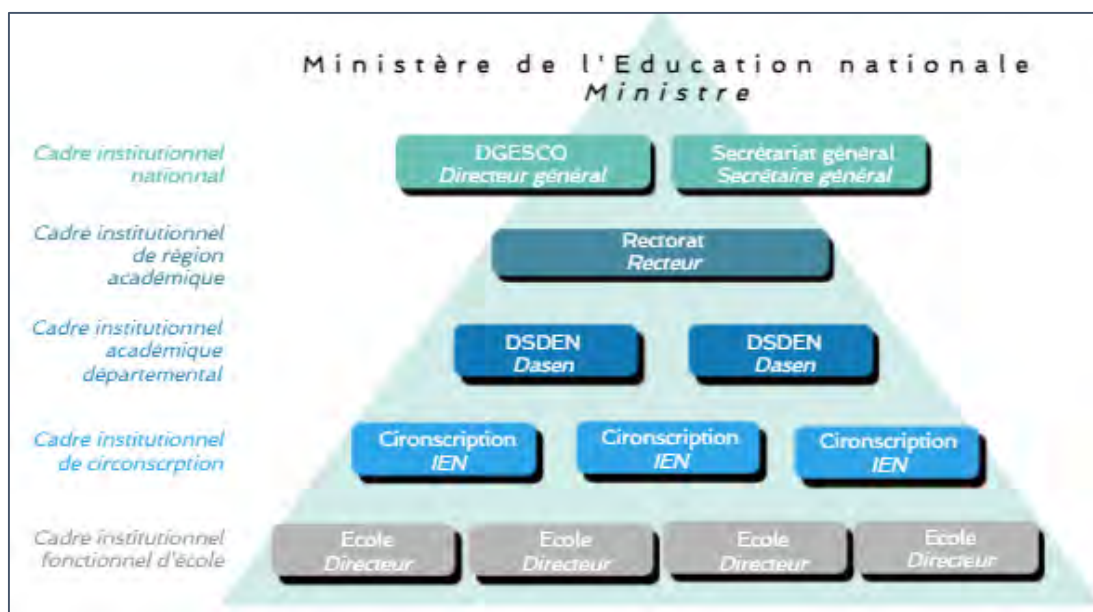 Ministère de l'Education nationale
Ministre
Cadre institutionnel
nationnal
DGESCO
Directeur général
Secrétariat général
Secrétaire général
Cadre institutionnel
de région
académique
Rectorat
Recteur
Cadre institutionnel
académique
départemental
DSDEN
Dasen
DSDEN
Dasen
Cadre institutionnel
de circonscrption
Cironscription
IEN
Cironscription
IEN
Cironscription
IEN
Cadre institutionnel
fonctionnel d'école
Ecole
Directeur
Ecole
Directeur
Ecole
Directeur
Ecole
Directeur